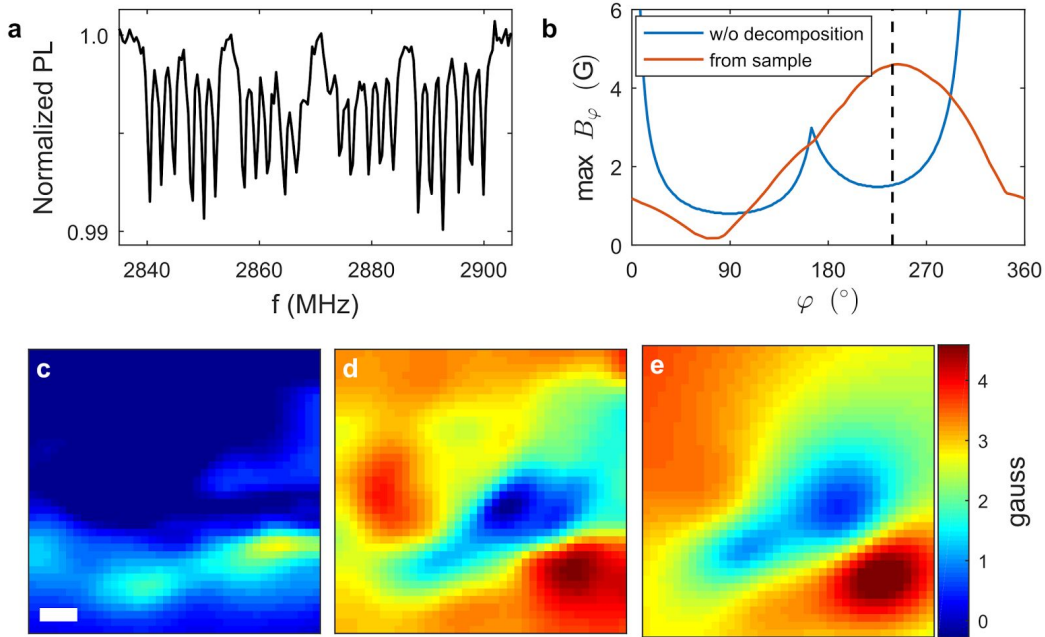 a
1.0
0.99
Normalized PL
2840
2860
2880
2900
f (MHz)
b
6
4
2
0
max Bφ (G)
w/o decomposition
from sample
0
90
180
270
360
φ (°)
c
d
e
4
3
2
1
0
gauss